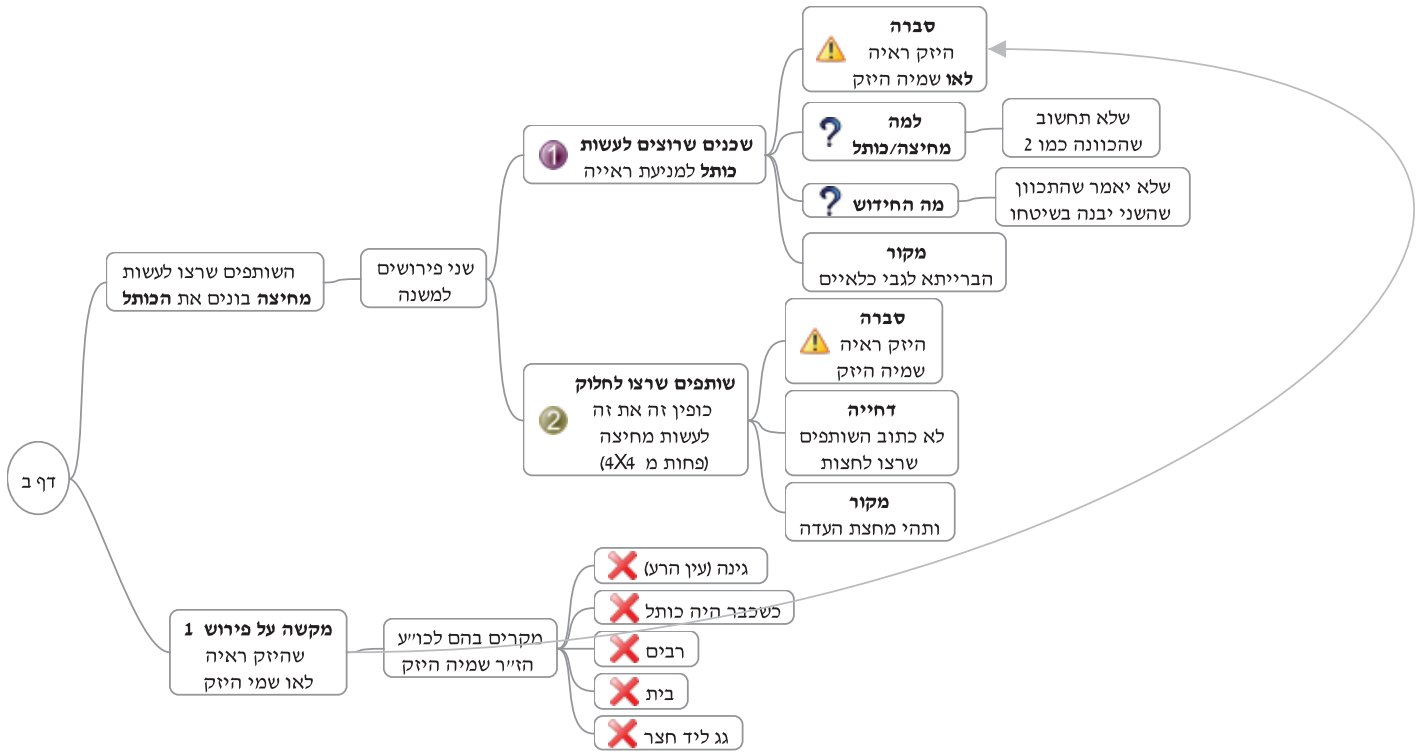 דף ב
השותפים שרצו לעשות
מחיצה בונים את הכותל
שני פירושים
למשנה
1
שכנים שרוצים לעשות
כותל למניעת ראייה
סברה
היזק ראיה
לאו שמיה היזק
למה
מחיצה/כותל
שלא תחשוב
שהכוונה כמו 2
מה החידוש
שלא יאמר שהתכוון
שהשני יבנה בשיטחו
מקור
הברייתא לגבי כלאיים
2
שותפים שרצו לחלוק
כופין זה את זה
לעשות מחיצה
(פחות מ 4X4)
סברה
היזק ראיה
שמיה היזק
דחייה
לא כתוב השותפים
שרצו לחצות
מקור
ותהי מחצת העדה
מקשה על פירוש 1
שהיזק ראיה
לאו שמי היזק
מקרים בהם לכו״ע
הז״ר שמיה היזק
גינה (עין הרע)
כשכבר היה כותל
רבים
בית
גג ליד חצר